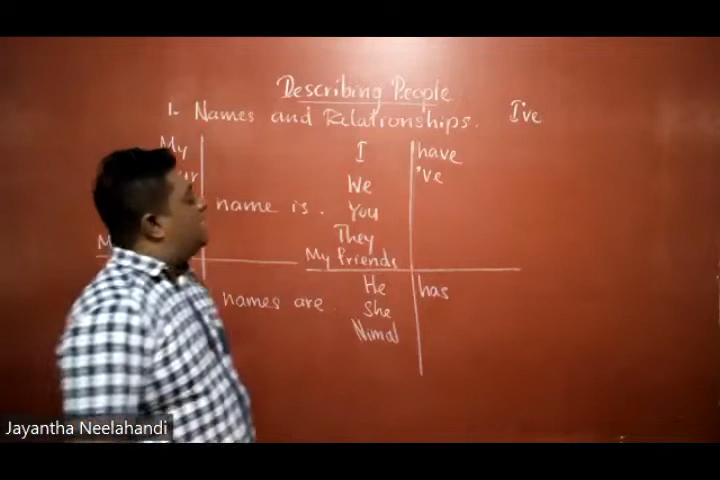 Describing People
1. Names and Relationships. I've
My
name is.
names are.
I
We
You
They
My friends
have
've
He
She
Nimal
has
Jayantha Neelahandi